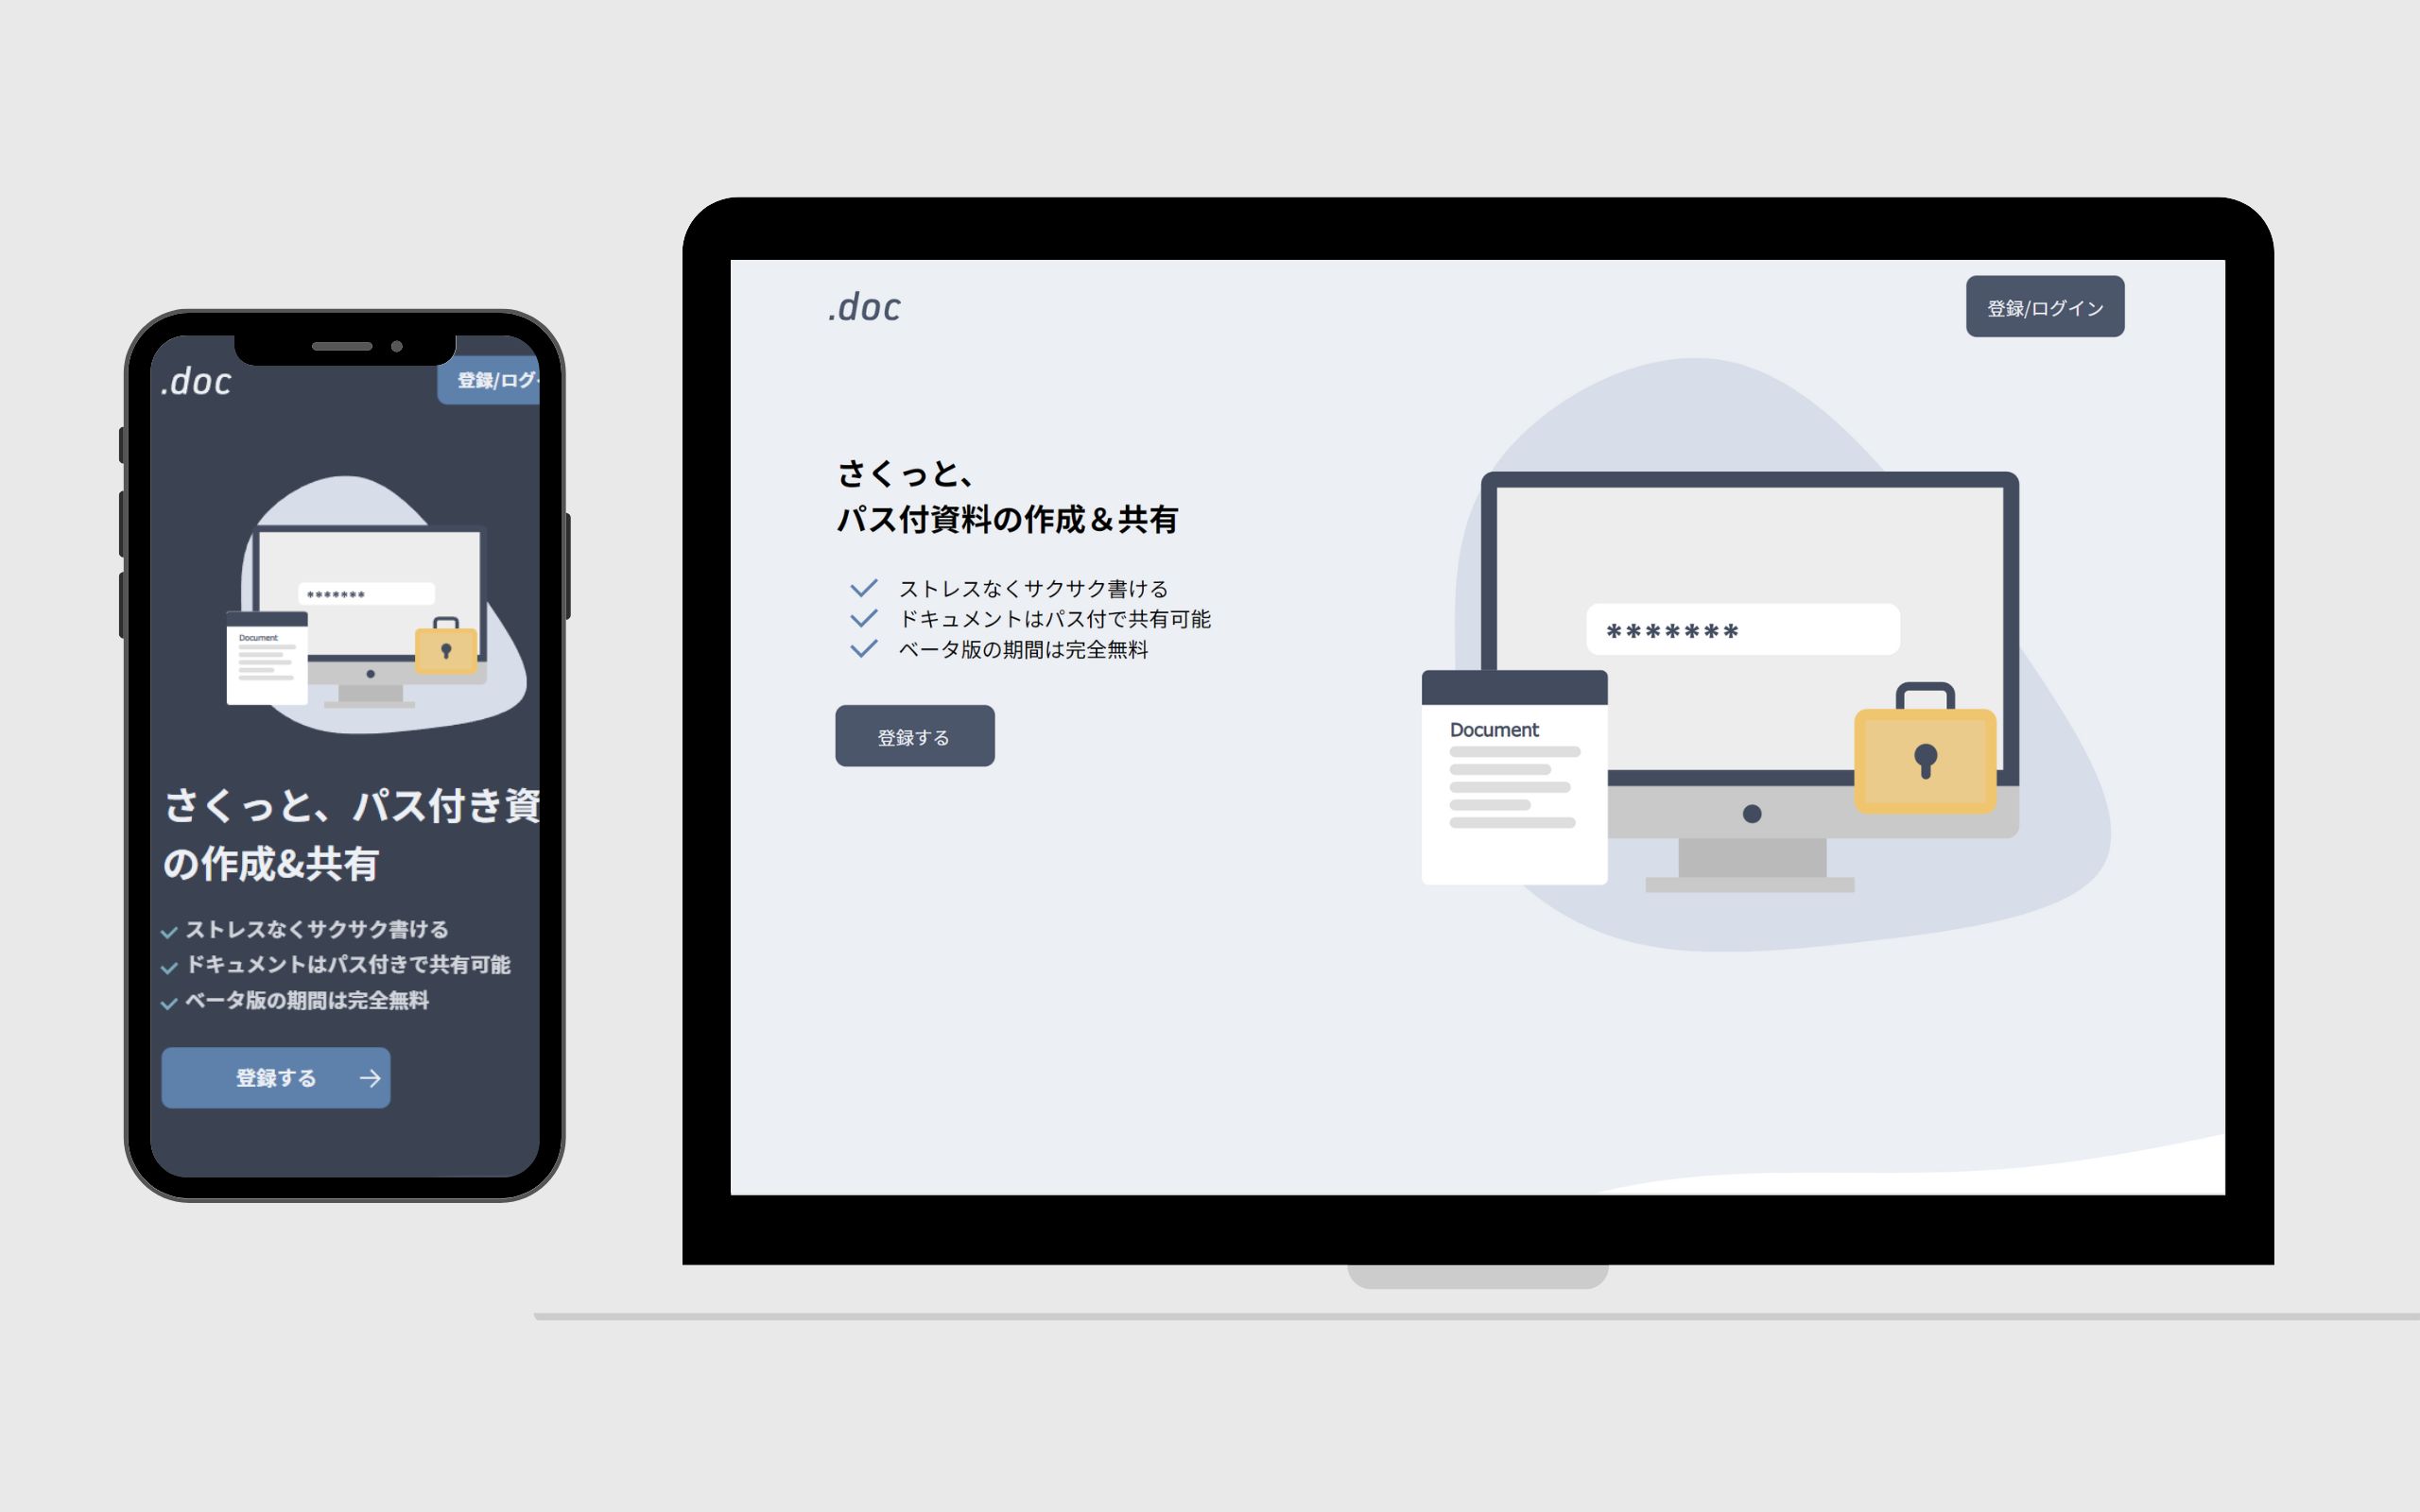 .doc
登録/ログ
*******
Document
さくっと、パス付き資
の作成&共有
ストレスなくサクサク書ける
ドキュメントはパス付きで共有可能
ベータ版の期間は完全無料
登録する
.doc
登録/ログイン
さくっと、
パス付資料の作成＆共有
ストレスなくサクサク書ける
ドキュメントはパス付で共有可能
ベータ版の期間は完全無料
登録する
*******
Document